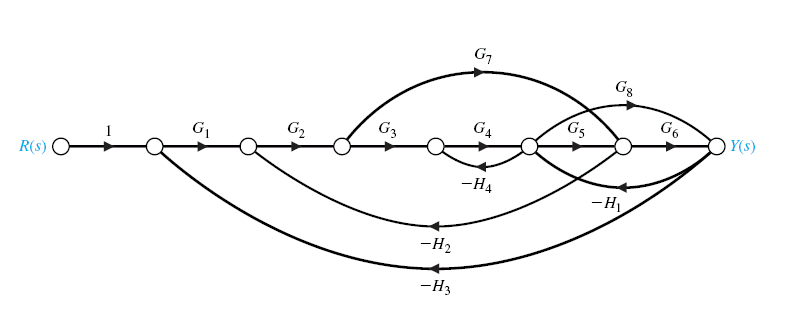 G₇
G₈
1 G₁ G₂ G₃ G₄ G₅ G₆
R(s) Y(s)
−H₄
−H₁
−H₂
−H₃